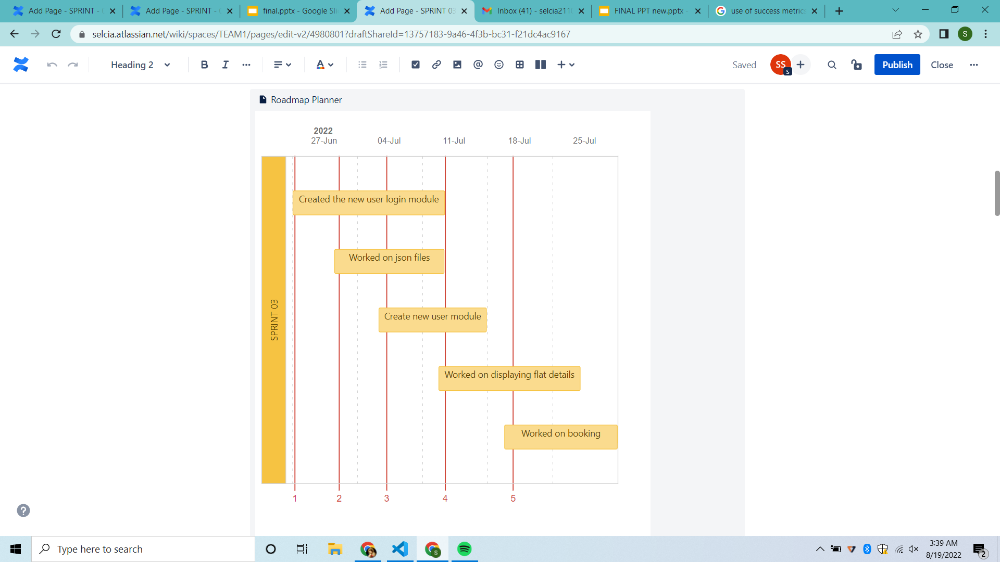 Add Page - SPRINT - 
Add Page - SPRINT - 
final.pptx - Google Sli
Add Page - SPRINT 03
Inbox (41) - selcia211
FINAL PPT new.pptx -
use of success metric
selcia.atlassian.net/wiki/spaces/TEAM1/pages/edit-v2/4980801?draftShareId=13757183-9a46-4f3b-bc31-f21dc4ac9167
S
Heading 2
B I
A
Saved
SS
S
Publish
Close
Roadmap Planner
2022
27-Jun 04-Jul 11-Jul 18-Jul 25-Jul
SPRINT 03
Created the new user login module
Worked on json files
Create new user module
Worked on displaying flat details
Worked on booking
1 2 3 4 5
?
Type here to search
S
3:39 AM
8/19/2022
2